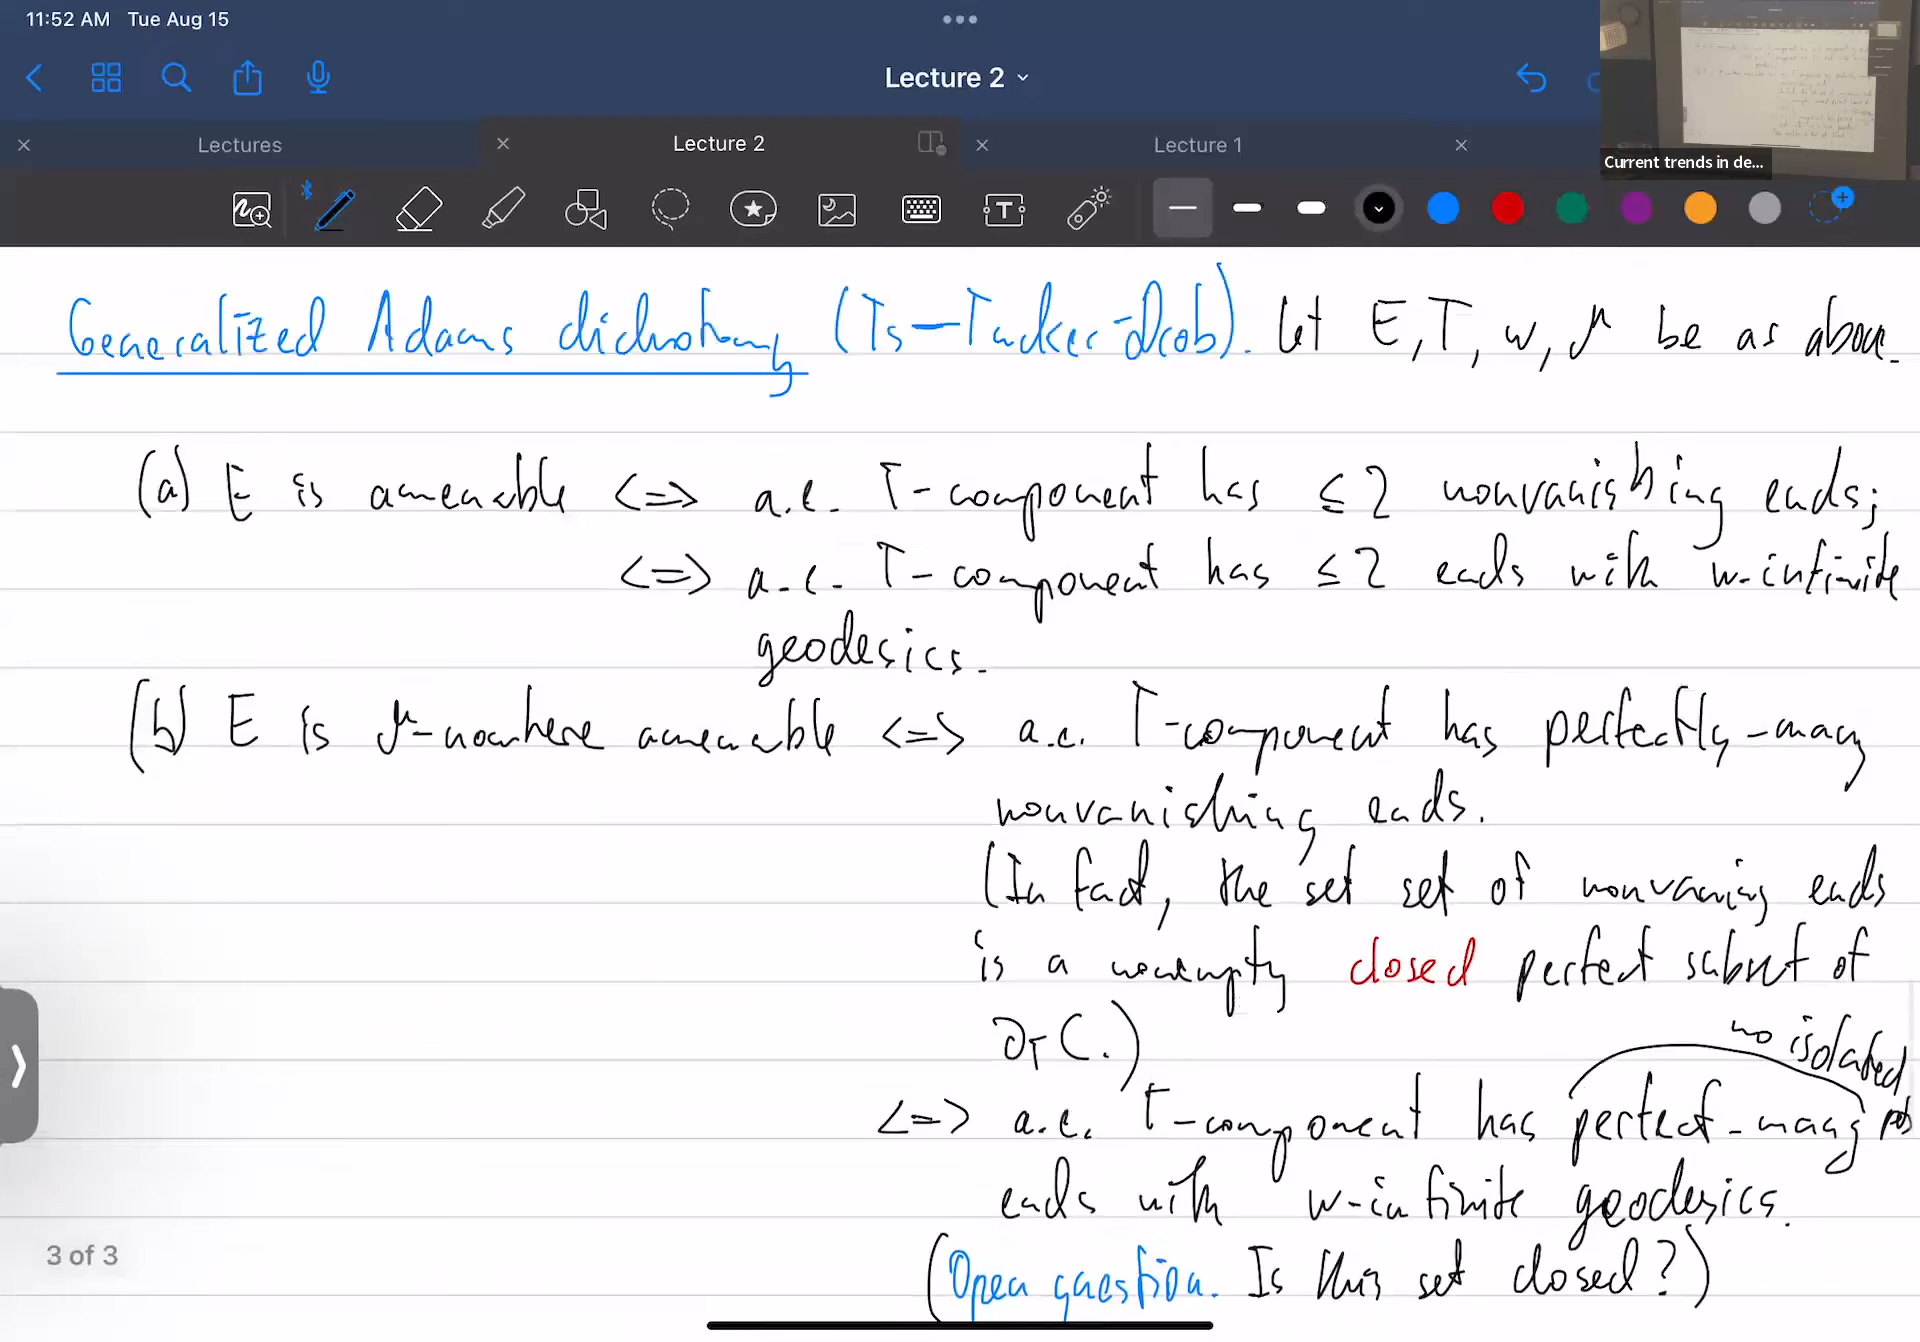 11:52 AM Tue Aug 15
Lecture 2
Lectures
Lecture 2
Lecture 1
Current trends in de...
Generalized Adams dichotomy (Ts–Tucker-Drob). Let E, T, w, μ be as above.
(a) E is amenable <=> a.e. T-component has ≤ 2 nonvanishing ends;
<=> a.e. T-component has ≤ 2 ends with w-infinite
geodesics.
(b) E is μ-nowhere amenable <=> a.e. T-component has perfectly-many
nonvanishing ends.
(In fact, the set set of nonvaning ends
is a nonempty closed perfect subset of
∂T C.)
no isolated
pts
<=> a.e. T-component has perfect-many
ends with w-infinite geodesics.
(Open question. Is this set closed?)
3 of 3